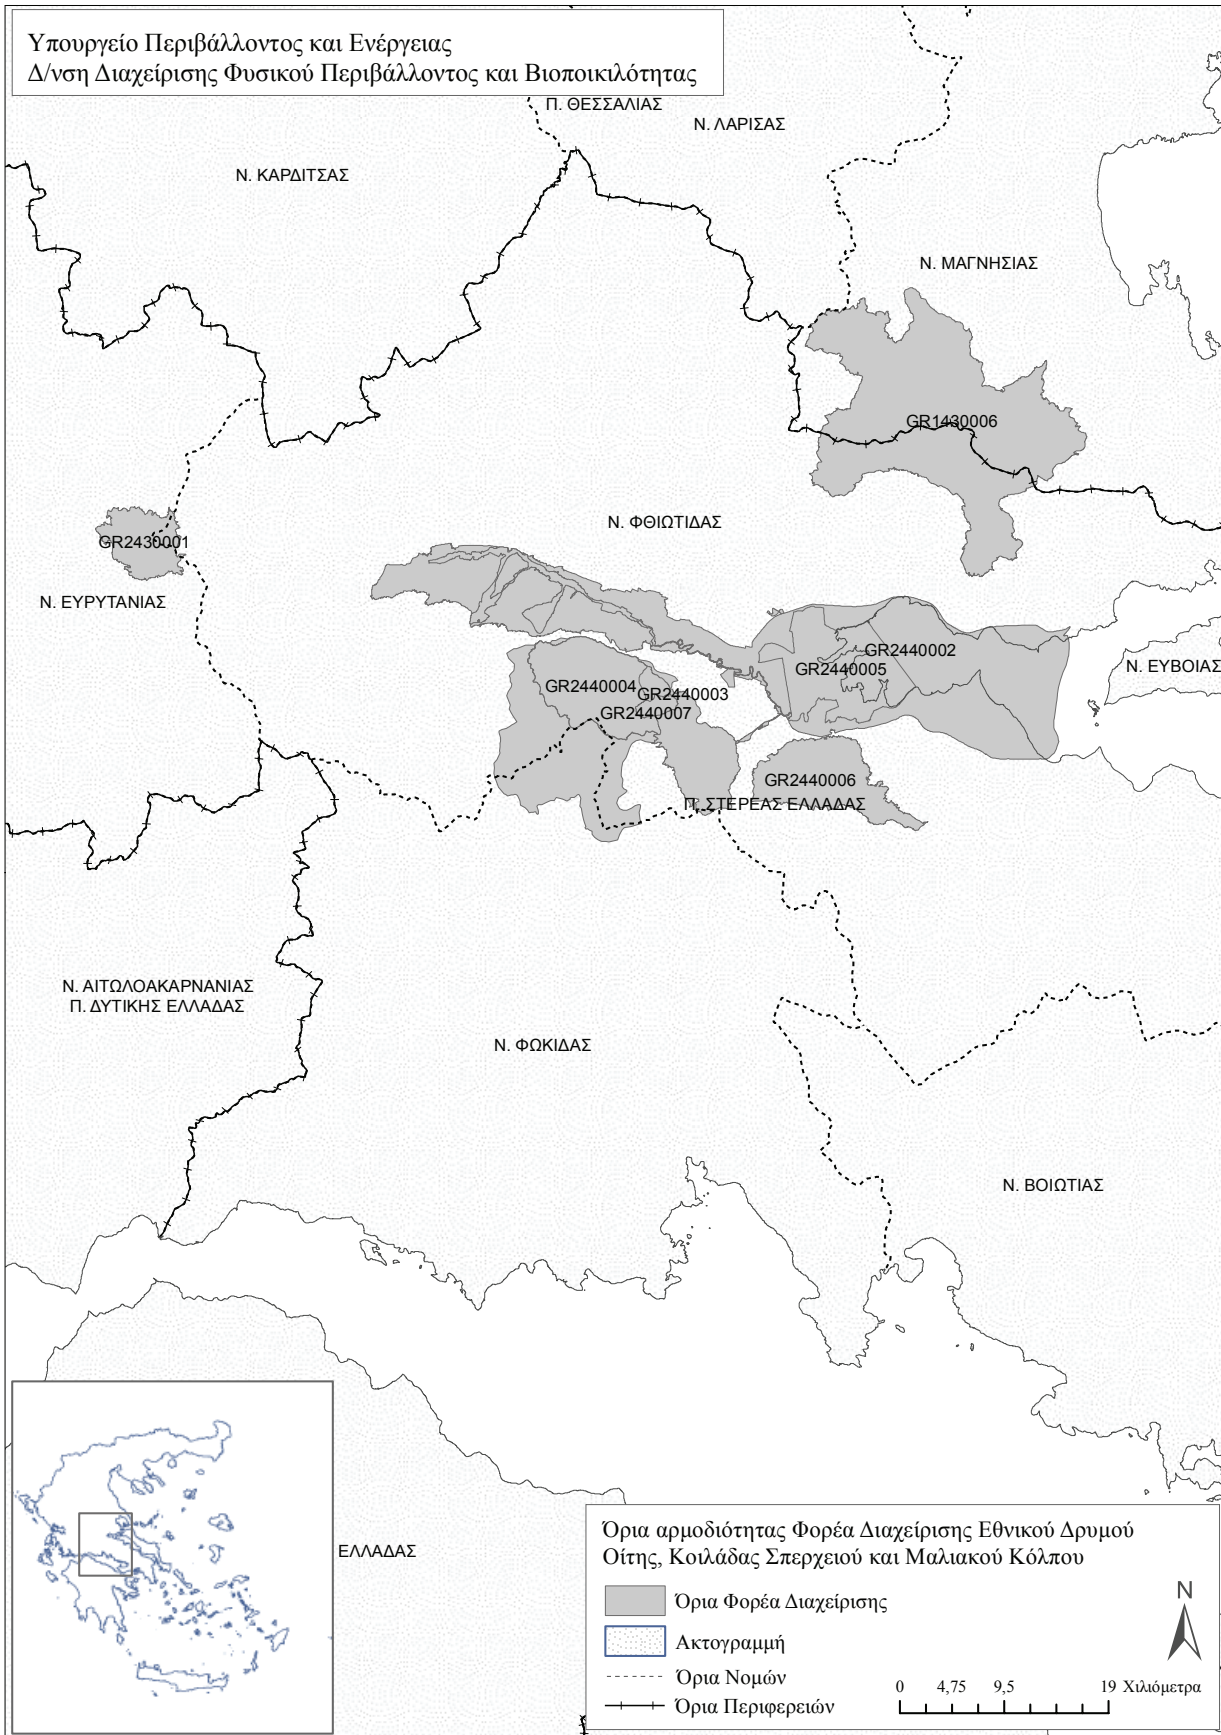 Υπουργείο Περιβάλλοντος και Ενέργειας
Δ/νση Διαχείρισης Φυσικού Περιβάλλοντος και Βιοποικιλότητας
Π. ΘΕΣΣΑΛΙΑΣ
Ν. ΛΑΡΙΣΑΣ
Ν. ΚΑΡΔΙΤΣΑΣ
Ν. ΜΑΓΝΗΣΙΑΣ
GR1430006
Ν. ΦΘΙΩΤΙΔΑΣ
GR2430001
Ν. ΕΥΡΥΤΑΝΙΑΣ
GR2440002
GR2440005
Ν. ΕΥΒΟΙΑΣ
GR2440004
GR2440003
GR2440007
GR2440006
Π. ΣΤΕΡΕΑΣ ΕΛΛΑΔΑΣ
Ν. ΑΙΤΩΛΟΑΚΑΡΝΑΝΙΑΣ
Π. ΔΥΤΙΚΗΣ ΕΛΛΑΔΑΣ
Ν. ΦΩΚΙΔΑΣ
Ν. ΒΟΙΩΤΙΑΣ
ΕΛΛΑΔΑΣ
Όρια αρμοδιότητας Φορέα Διαχείρισης Εθνικού Δρυμού
Οίτης, Κοιλάδας Σπερχειού και Μαλιακού Κόλπου
Όρια Φορέα Διαχείρισης
Ακτογραμμή
Όρια Νομών
Όρια Περιφερειών
N
0 4,75 9,5 19 Χιλιόμετρα